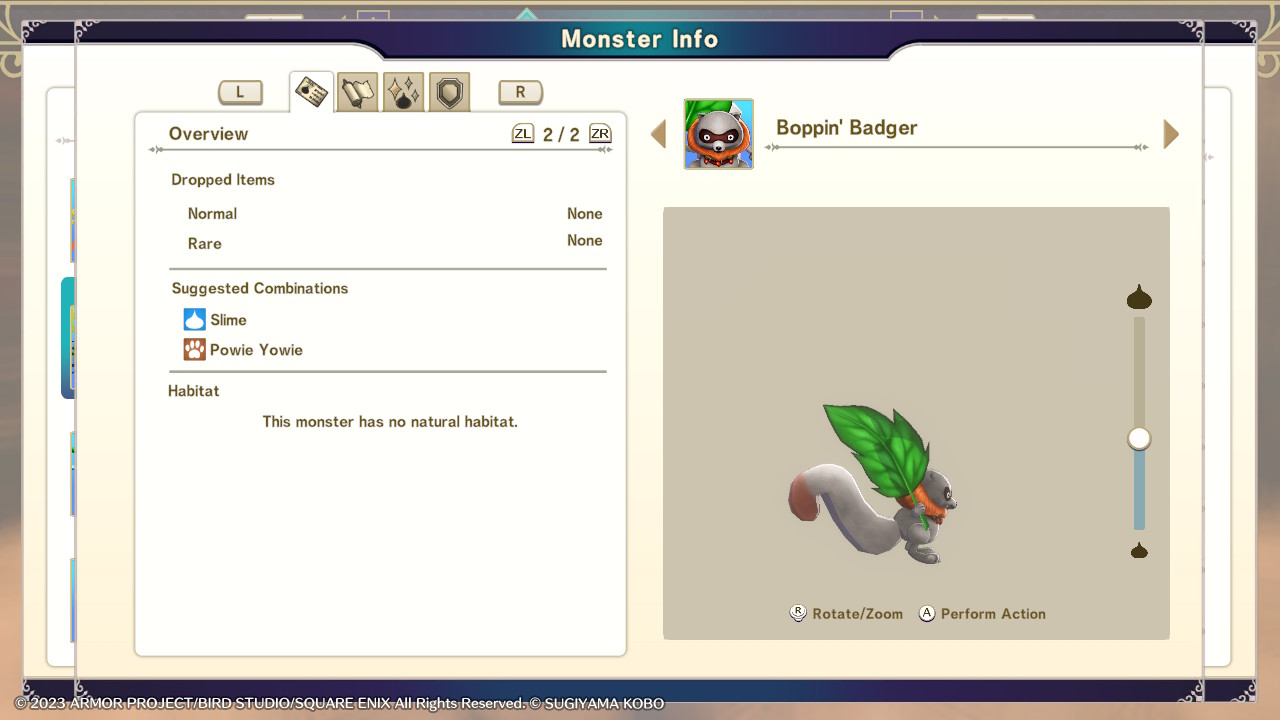 Monster Info
L
R
Overview
ZL 2 / 2 ZR
Boppin' Badger
Dropped Items
Normal None
Rare None
Suggested Combinations
Slime
Powie Yowie
Habitat
This monster has no natural habitat.
R Rotate/Zoom A Perform Action
© 2023 ARMOR PROJECT/BIRD STUDIO/SQUARE ENIX All Rights Reserved. © SUGIYAMA KOBO